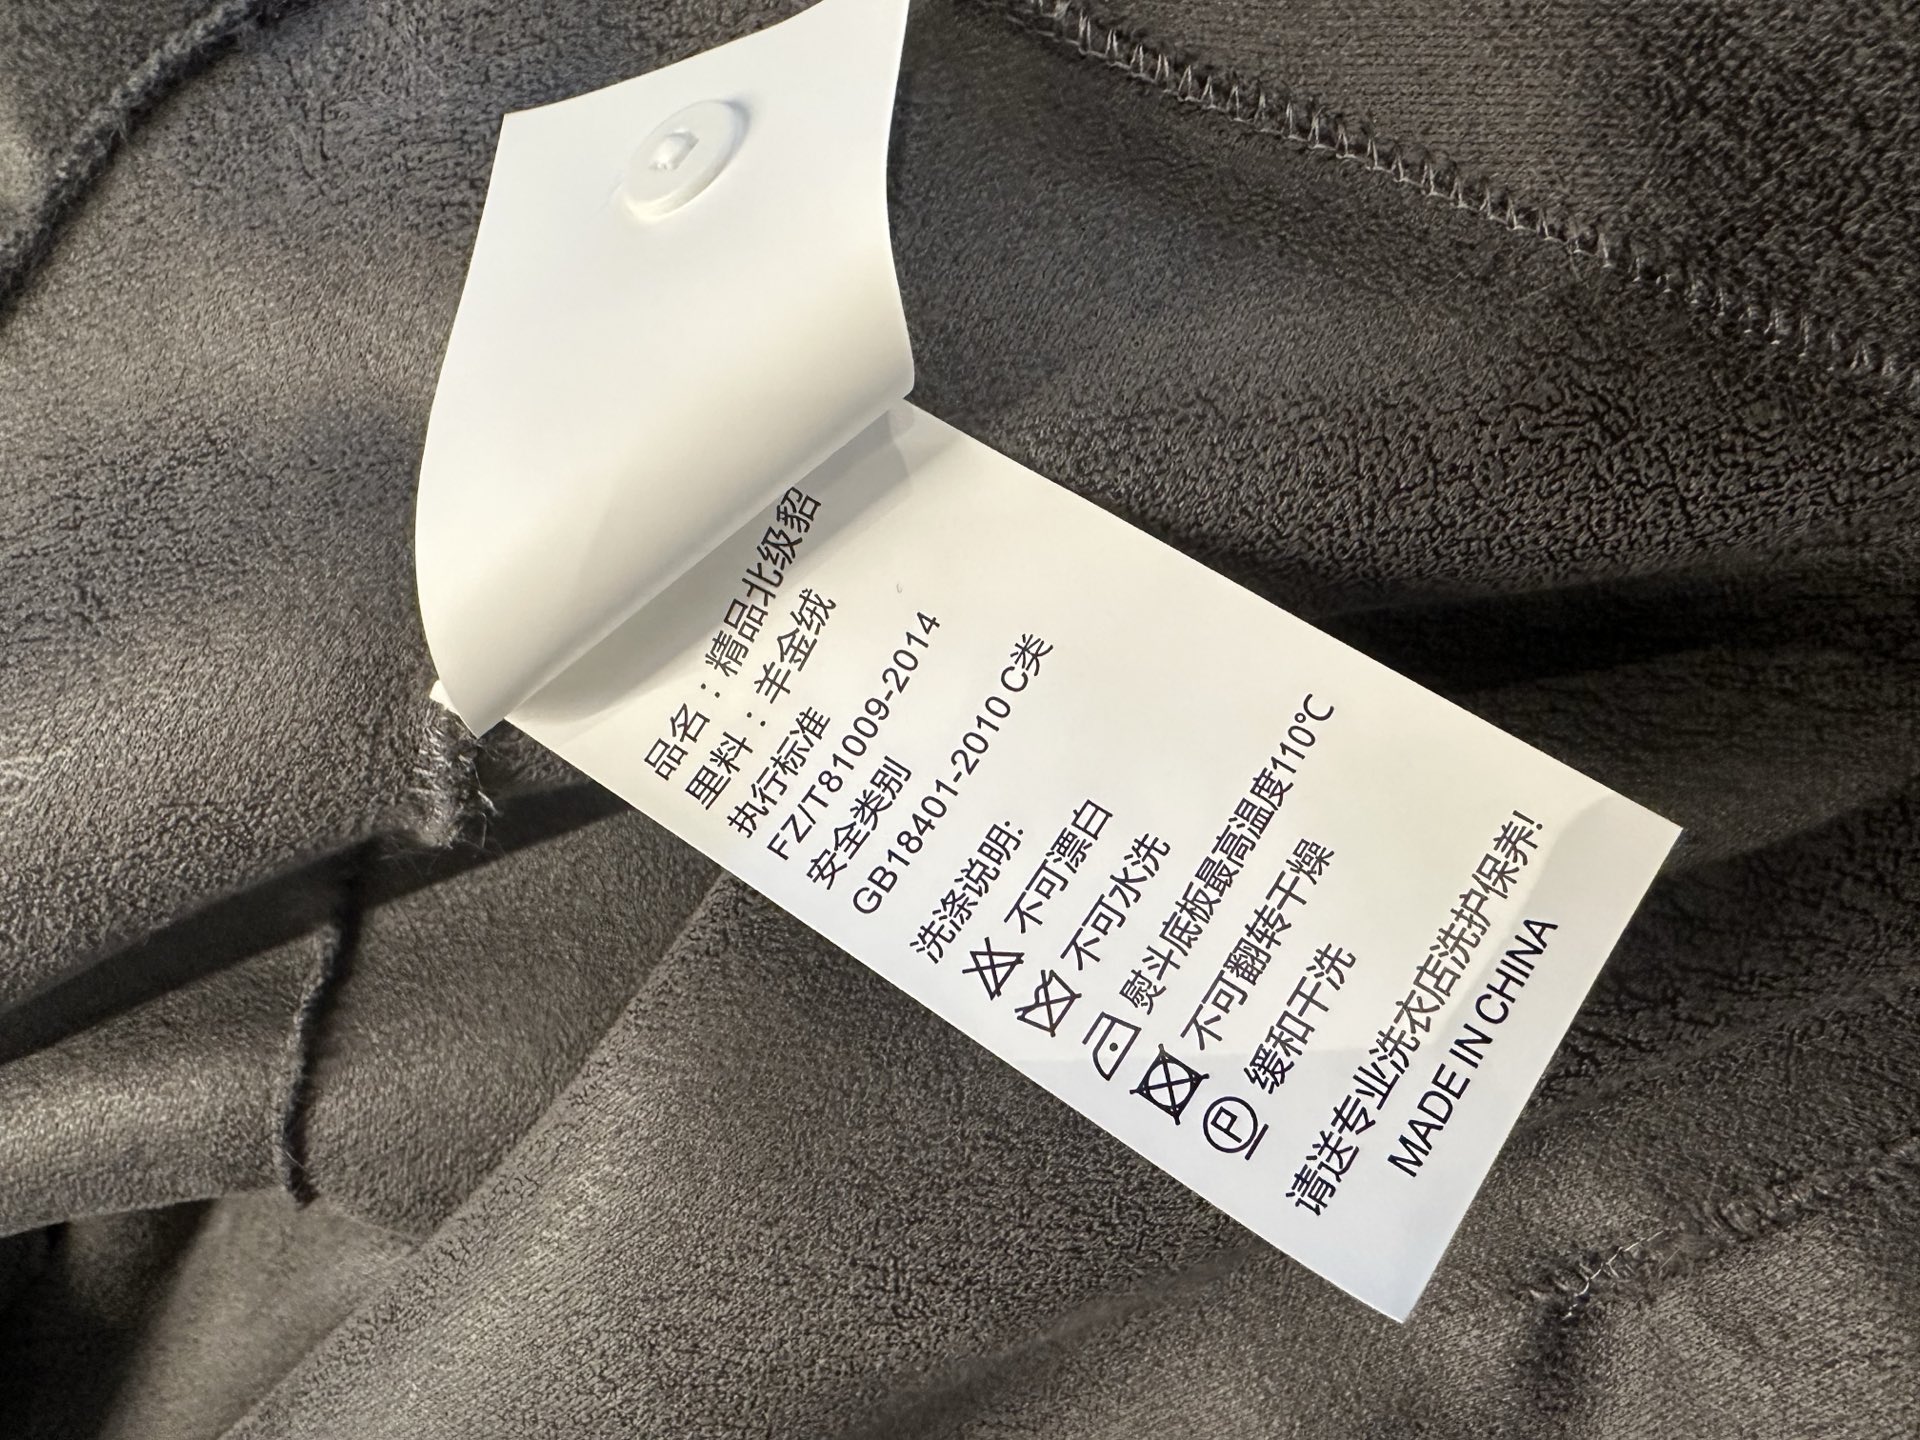 品名：精品北级貂
里料：羊金绒
执行标准
FZ/T81009-2014
安全类别
GB18401-2010 C类
洗涤说明:
不可漂白
不可水洗
熨斗底板最高温度110℃
不可翻转干燥
P 缓和干洗
请送专业洗衣店洗护保养!
MADE IN CHINA